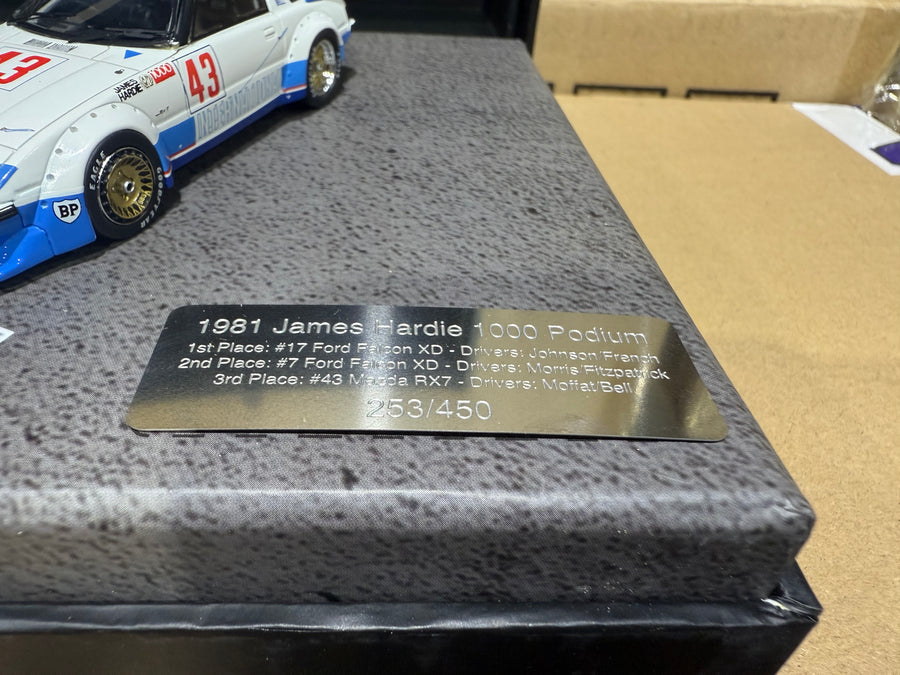 43
43
JAMES
HARDIE
1000
EAGLE
GOODYEAR
BP
1981 James Hardie 1000 Podium
1st Place: #17 Ford Falcon XD - Drivers: Johnson/French
2nd Place: #7 Ford Falcon XD - Drivers: Morris/Fitzpatrick
3rd Place: #43 Mazda RX7 - Drivers: Moffat/Bell
253/450